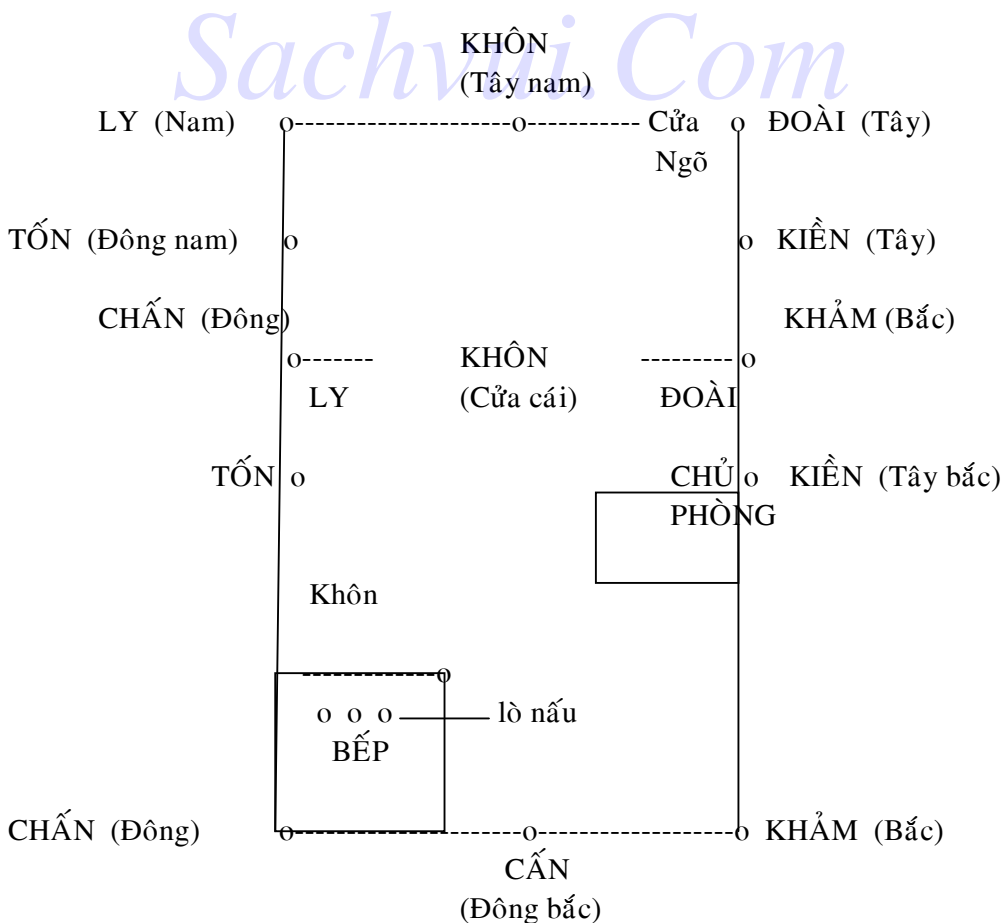 Sachvui.Com
KHÔN
(Tây nam)
LY (Nam) o----------------------o----------- Cửa o ĐOÀI (Tây)
Ngõ
TỐN (Đông nam) o o KIỀN (Tây)
CHẤN (Đông) KHẢM (Bắc)
o------- KHÔN ---------o
LY (Cửa cái) ĐOÀI
TỐN o CHỦ o KIỀN (Tây bắc)
PHÒNG
Khôn
--------------o
o o o lò nấu
BẾP
CHẤN (Đông) o------------------------o--------------------o KHẢM (Bắc)
CẤN
(Đông bắc)